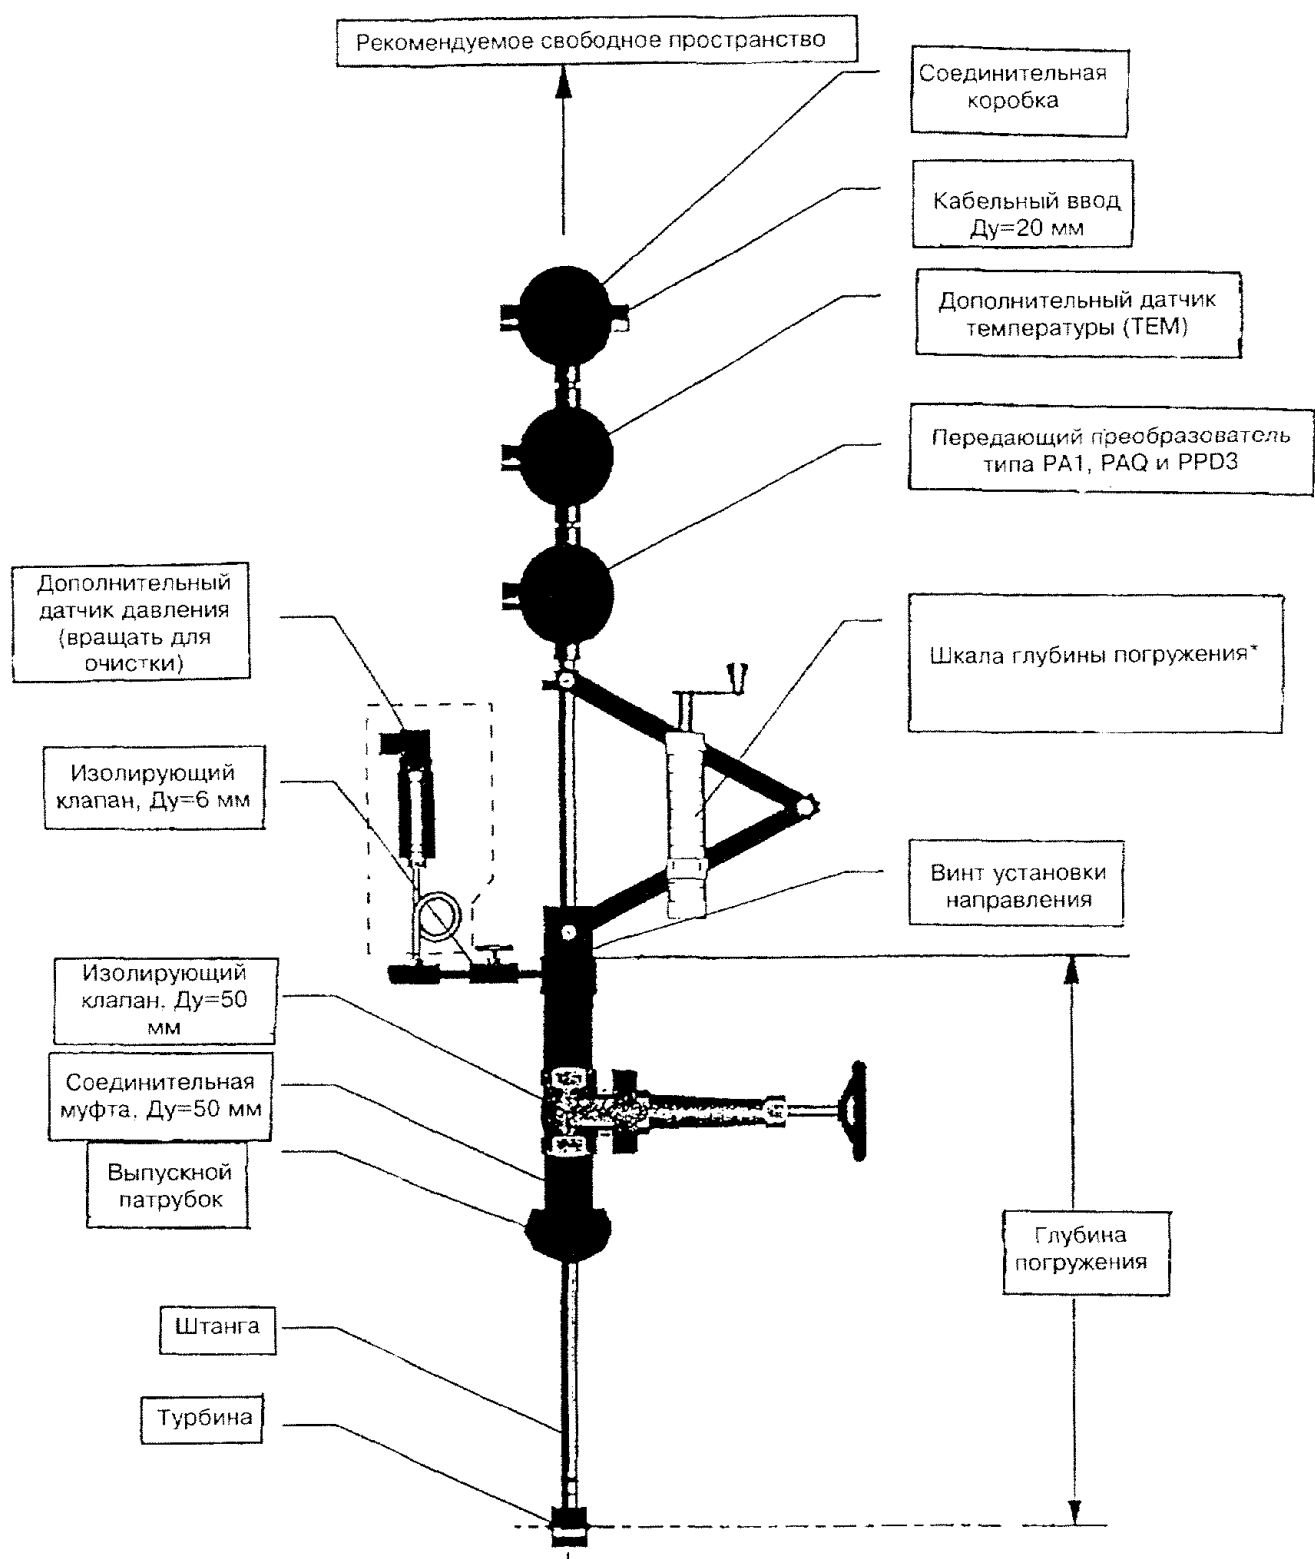 Рекомендуемое свободное пространство
Соединительная
коробка
Кабельный ввод
Ду=20 мм
Дополнительный датчик
температуры (ТЕМ)
Передающий преобразователь
типа РА1, PAQ и PPD3
Дополнительный
датчик давления
(вращать для
очистки)
Шкала глубины погружения*
Изолирующий
клапан, Ду=6 мм
Винт установки
направления
Изолирующий
клапан, Ду=50
мм
Соединительная
муфта, Ду=50 мм
Выпускной
патрубок
Глубина
погружения
Штанга
Турбина